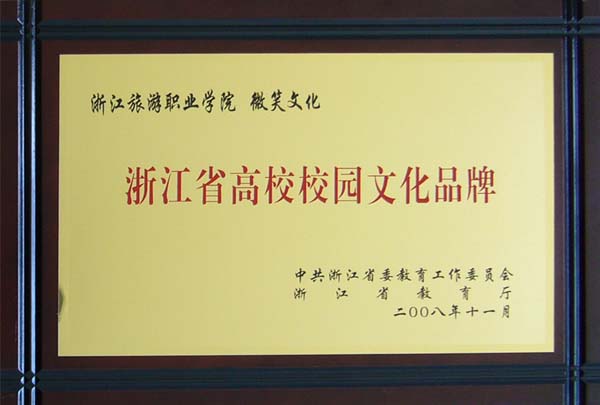 浙江旅游职业学院 微笑文化
浙江省高校校园文化品牌
中共浙江省委教育工作委员会
浙江省教育厅
二〇〇八年十一月